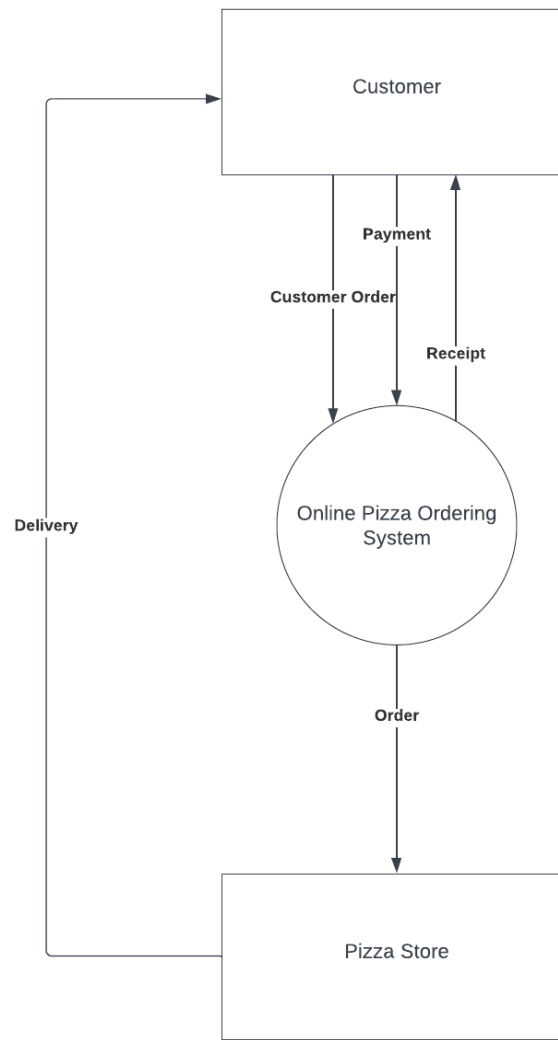 Customer
Payment
Customer Order
Receipt
Online Pizza Ordering
System
Delivery
Order
Pizza Store